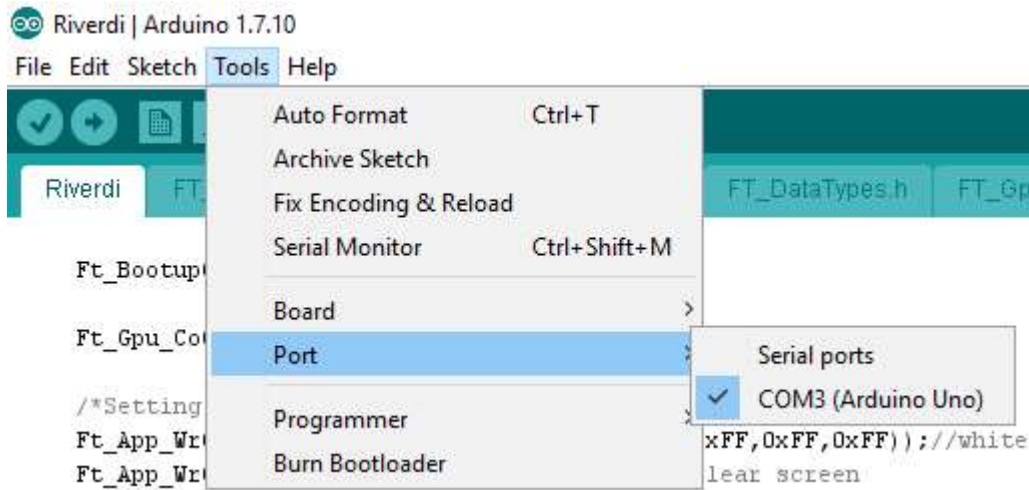 Riverdi | Arduino 1.7.10
File Edit Sketch Tools Help
Auto Format Ctrl+T
Archive Sketch
Fix Encoding & Reload
Serial Monitor Ctrl+Shift+M
Board
Port
Programmer
Burn Bootloader
Serial ports
COM3 (Arduino Uno)
Riverdi FT_ FT_DataTypes.h FT_Gp
Ft_Bootup(
Ft_Gpu_Co(
/*Setting
Ft_App_Wr( xFF,0xFF,0xFF));//white
Ft_App_Wr( lear screen